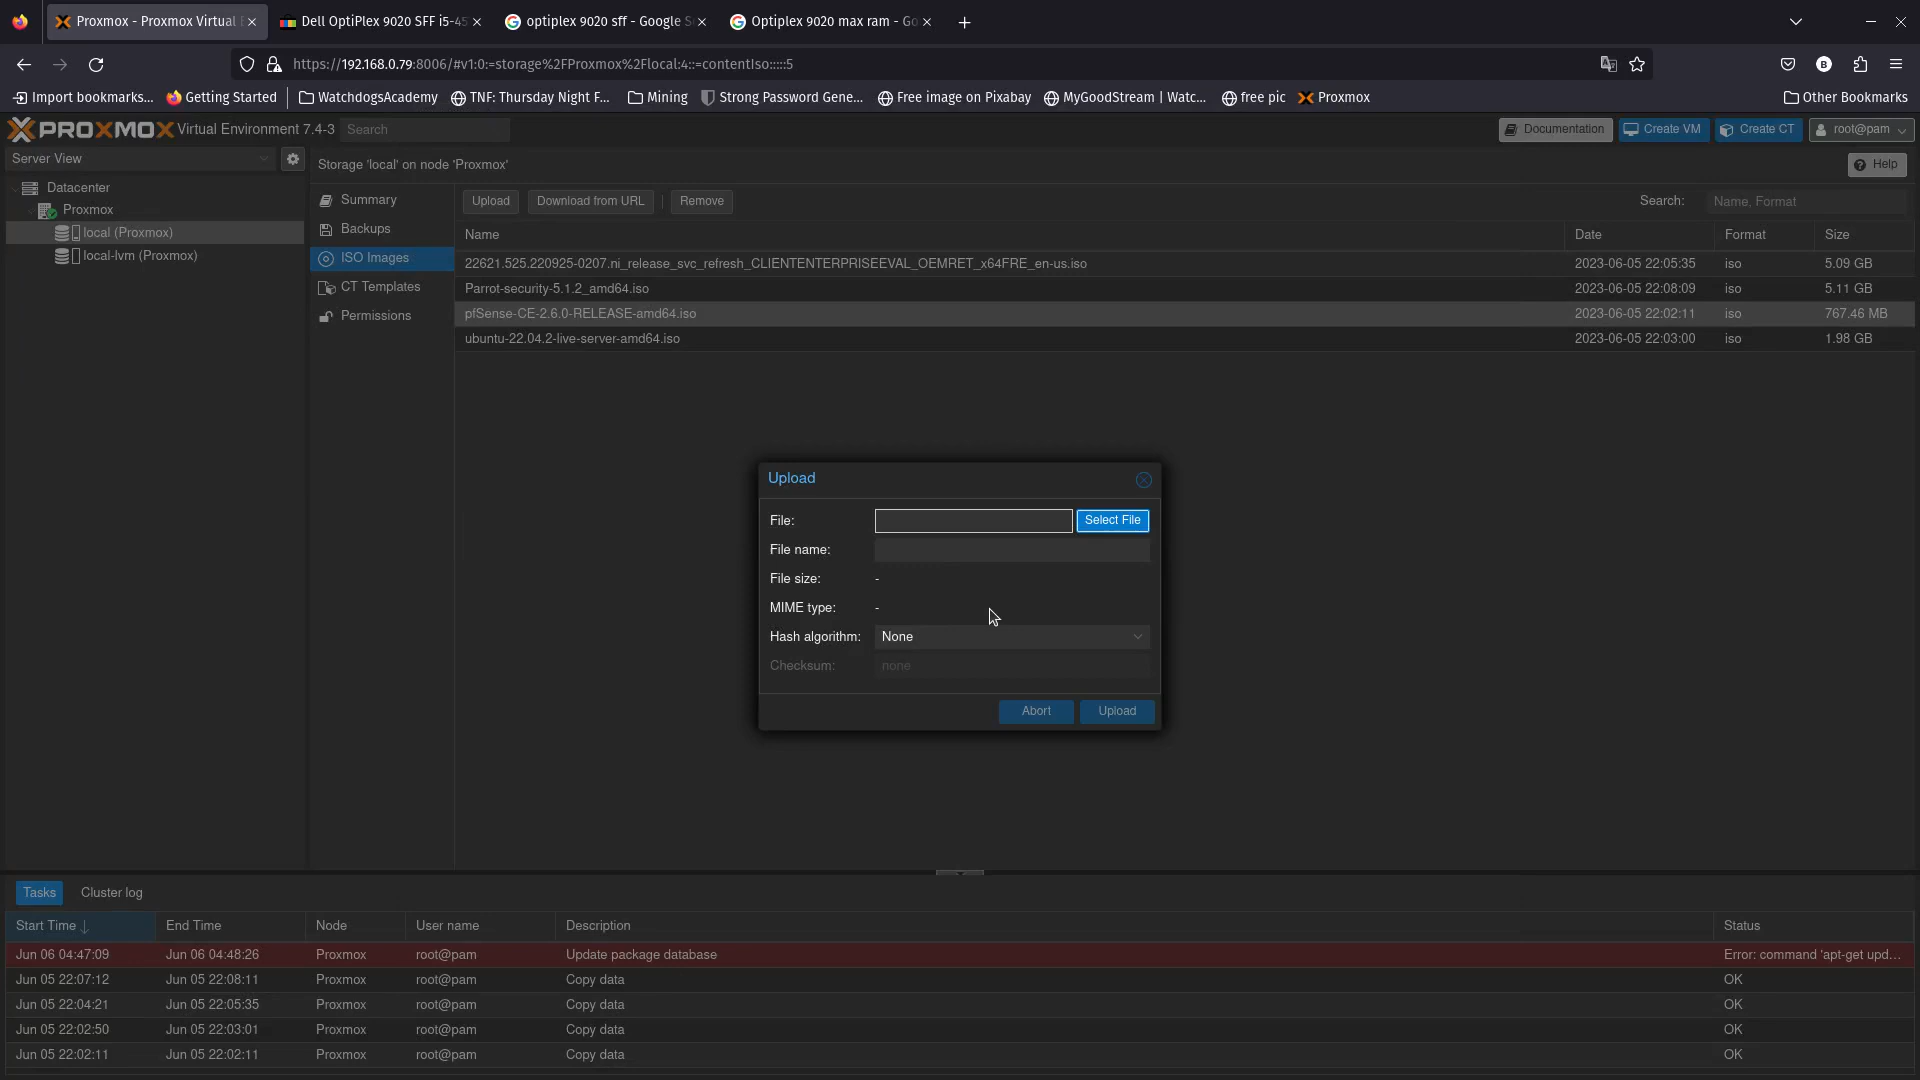 Proxmox - Proxmox Virtual E
Dell OptiPlex 9020 SFF i5-45
optiplex 9020 sff - Google S
Optiplex 9020 max ram - Go
https://192.168.0.79:8006/#v1:0:=storage%2FProxmox%2Flocal:4::=contentIso:::::5
B
Import bookmarks...
Getting Started
WatchdogsAcademy
TNF: Thursday Night F...
Mining
Strong Password Gene...
Free image on Pixabay
MyGoodStream | Watc...
free pic
Proxmox
Other Bookmarks
PROXMOX Virtual Environment 7.4-3
Search
Documentation
Create VM
Create CT
root@pam
Server View
Storage 'local' on node 'Proxmox'
Help
Datacenter
Proxmox
local (Proxmox)
local-lvm (Proxmox)
Summary
Backups
ISO Images
CT Templates
Permissions
Upload
Download from URL
Remove
Search:
Name, Format
Name Date Format Size
22621.525.220925-0207.ni_release_svc_refresh_CLIENTENTERPRISEEVAL_OEMRET_x64FRE_en-us.iso 2023-06-05 22:05:35 iso 5.09 GB
Parrot-security-5.1.2_amd64.iso 2023-06-05 22:08:09 iso 5.11 GB
pfSense-CE-2.6.0-RELEASE-amd64.iso 2023-06-05 22:02:11 iso 767.46 MB
ubuntu-22.04.2-live-server-amd64.iso 2023-06-05 22:03:00 iso 1.98 GB
Upload
File: Select File
File name:
File size: -
MIME type: -
Hash algorithm: None
Checksum: none
Abort
Upload
Tasks
Cluster log
Start Time End Time Node User name Description Status
Jun 06 04:47:09 Jun 06 04:48:26 Proxmox root@pam Update package database Error: command 'apt-get upd...
Jun 05 22:07:12 Jun 05 22:08:11 Proxmox root@pam Copy data OK
Jun 05 22:04:21 Jun 05 22:05:35 Proxmox root@pam Copy data OK
Jun 05 22:02:50 Jun 05 22:03:01 Proxmox root@pam Copy data OK
Jun 05 22:02:11 Jun 05 22:02:11 Proxmox root@pam Copy data OK